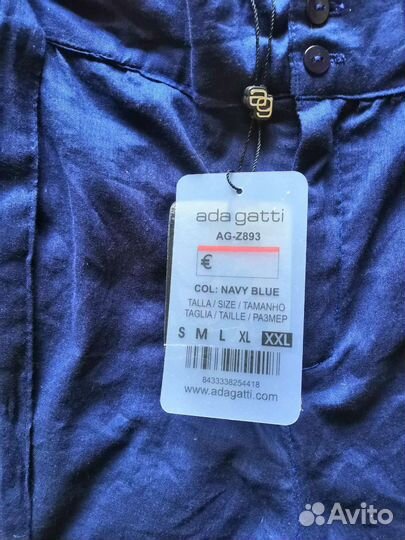 ada gatti
AG-Z893
€
COL: NAVY BLUE
TALLA / SIZE / TAMANHO
TAGLIA / TAILLE / РАЗМЕР
S M L XL XXL
8433338254418
www.adagatti.com
Avito